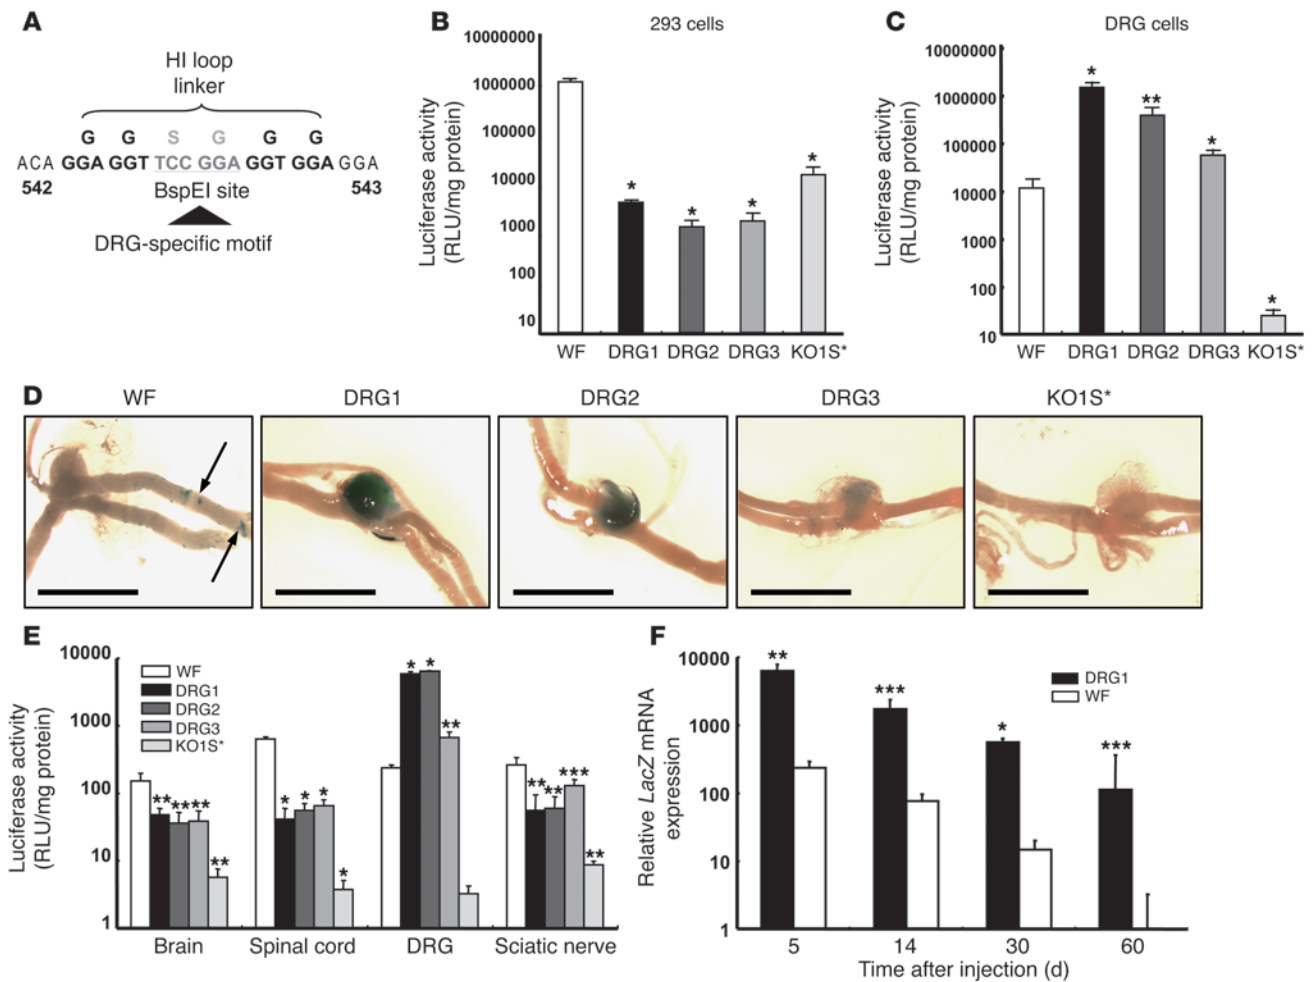 A
HI loop
linker
G G S G G G
ACA GGA GGT TCC GGA GGT GGA GGA
542 BspEI site 543
DRG-specific motif
B
293 cells
Luciferase activity
(RLU/mg protein)
10000000
1000000
100000
10000
1000
100
10
* * * *
WF DRG1 DRG2 DRG3 KO1S*
C
DRG cells
Luciferase activity
(RLU/mg protein)
10000000
1000000
100000
10000
1000
100
10
* ** * *
WF DRG1 DRG2 DRG3 KO1S*
D
WF DRG1 DRG2 DRG3 KO1S*
E
Luciferase activity
(RLU/mg protein)
10000
1000
100
10
1
WF
DRG1
DRG2
DRG3
KO1S*
** ** ** **
* * * *
* * **
** ** *** **
Brain Spinal cord DRG Sciatic nerve
F
Relative LacZ mRNA
expression
10000
1000
100
10
1
DRG1
WF
** *** * ***
5 14 30 60
Time after injection (d)